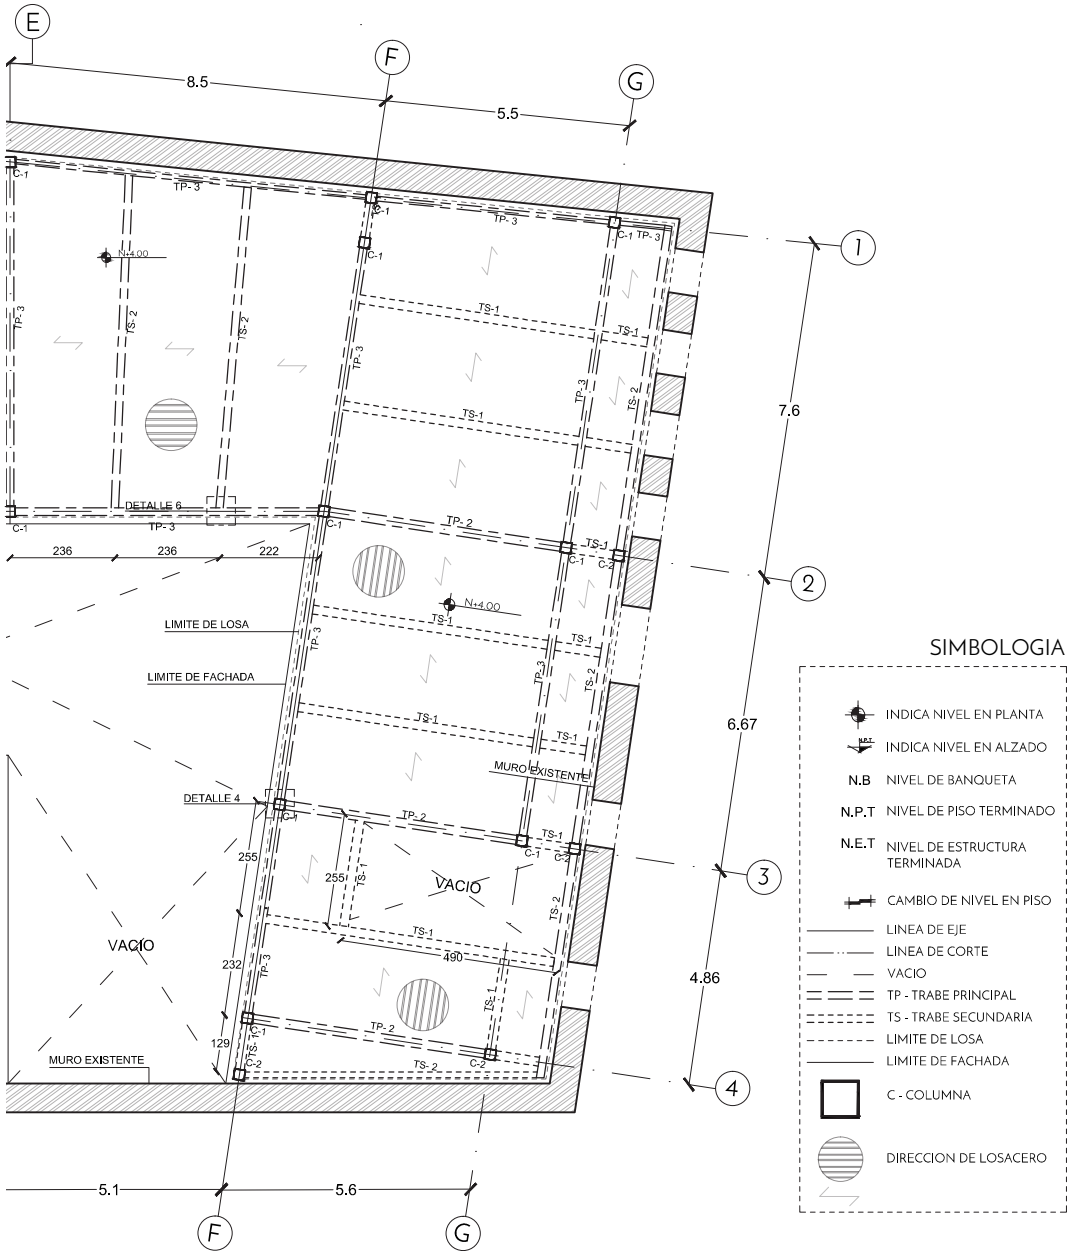 E
F
G
8.5
5.5
C-1
TP- 3
C-1
TP- 3
C-1
TP- 3
1
C-1
N+4.00
TP- 3
TS- 2
TS- 2
TP- 3
TS-1
TS-1
TP- 3
TS- 2
TS-1
7.6
DETALLE 6
C-1
TP- 3
C-1
TP- 2
TS-1
C-1
C-2
2
236
236
222
N+4.00
TS-1
TS-1
LIMITE DE LOSA
TP- 3
TP- 3
TS- 2
LIMITE DE FACHADA
TS-1
TS-1
MURO EXISTENTE
6.67
DETALLE 4
C-1
TP- 2
TS-1
C-1
C-2
3
255
255
TS-1
VACIO
TS- 2
TS-1
490
VACIO
232
TP- 3
TS-1
4.86
C-1
TP- 2
C-2
129
TS-1
C-2
TS- 2
MURO EXISTENTE
4
5.1
5.6
F
G
SIMBOLOGIA
INDICA NIVEL EN PLANTA
N.P.T
INDICA NIVEL EN ALZADO
N.B NIVEL DE BANQUETA
N.P.T NIVEL DE PISO TERMINADO
N.E.T NIVEL DE ESTRUCTURA
TERMINADA
CAMBIO DE NIVEL EN PISO
LINEA DE EJE
LINEA DE CORTE
VACIO
TP - TRABE PRINCIPAL
TS - TRABE SECUNDARIA
LIMITE DE LOSA
LIMITE DE FACHADA
C - COLUMNA
DIRECCION DE LOSACERO